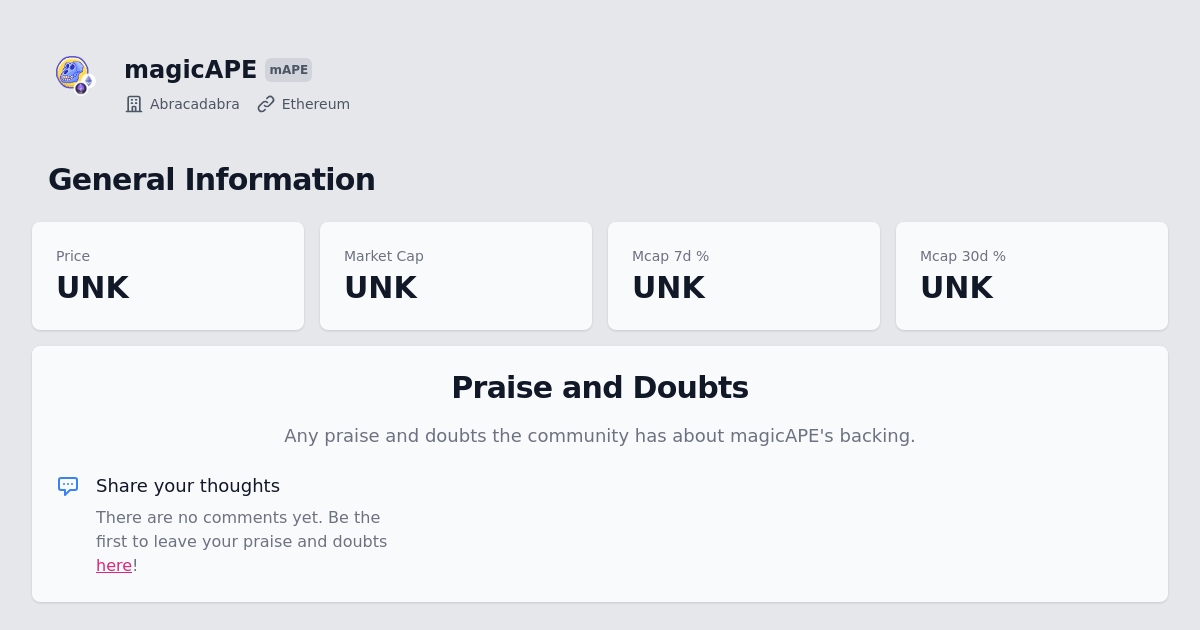 magicAPE mAPE
Abracadabra Ethereum
General Information
Price Market Cap Mcap 7d % Mcap 30d %
UNK UNK UNK UNK
Praise and Doubts
Any praise and doubts the community has about magicAPE's backing.
Share your thoughts
There are no comments yet. Be the
first to leave your praise and doubts
here!